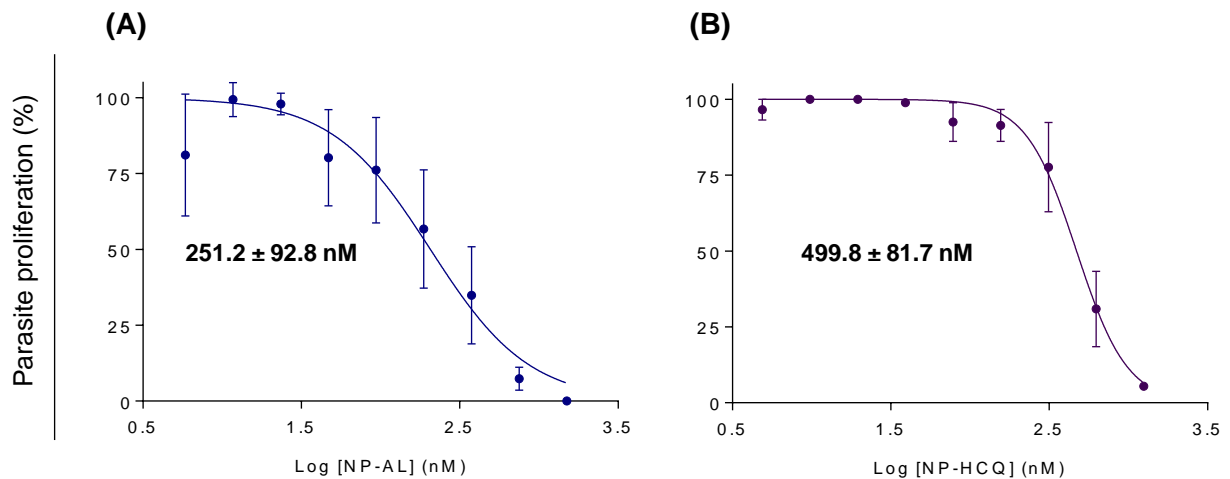 (A)
Parasite proliferation (%)
100
75
50
25
0
251.2 ± 92.8 nM
0.5 1.5 2.5 3.5
Log [NP-AL] (nM)
(B)
100
75
50
25
0
499.8 ± 81.7 nM
0.5 1.5 2.5 3.5
Log [NP-HCQ] (nM)